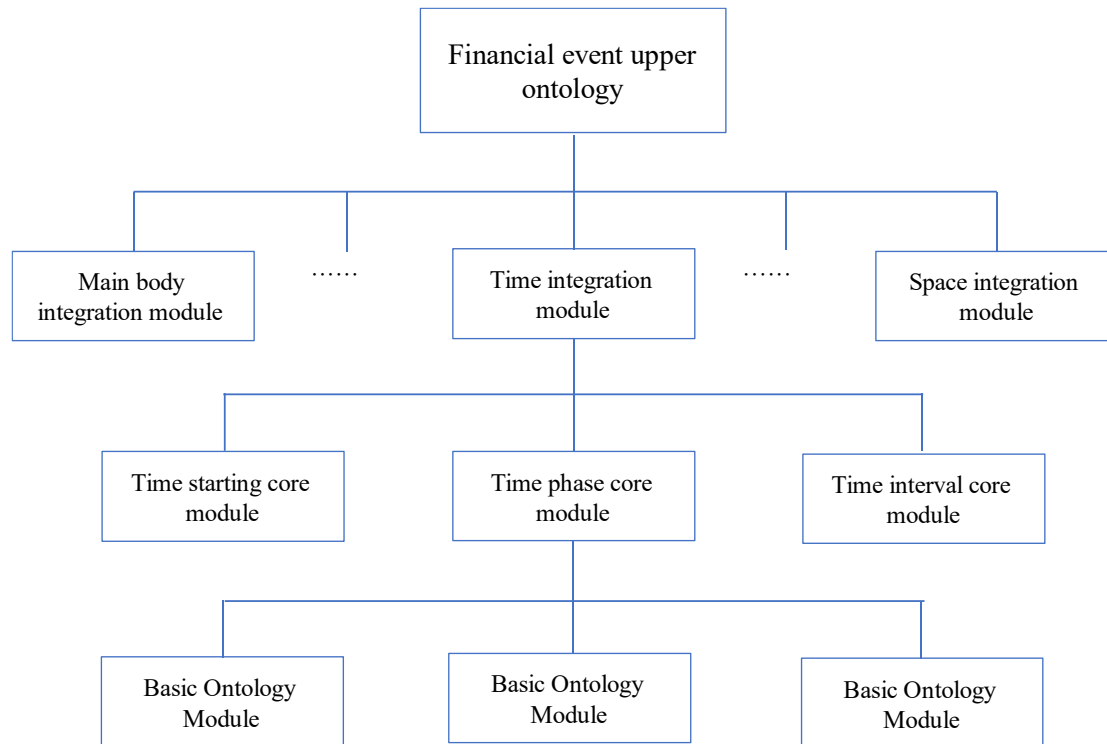 Financial event upper
ontology
Main body
integration module
……
Time integration
module
……
Space integration
module
Time starting core
module
Time phase core
module
Time interval core
module
Basic Ontology
Module
Basic Ontology
Module
Basic Ontology
Module